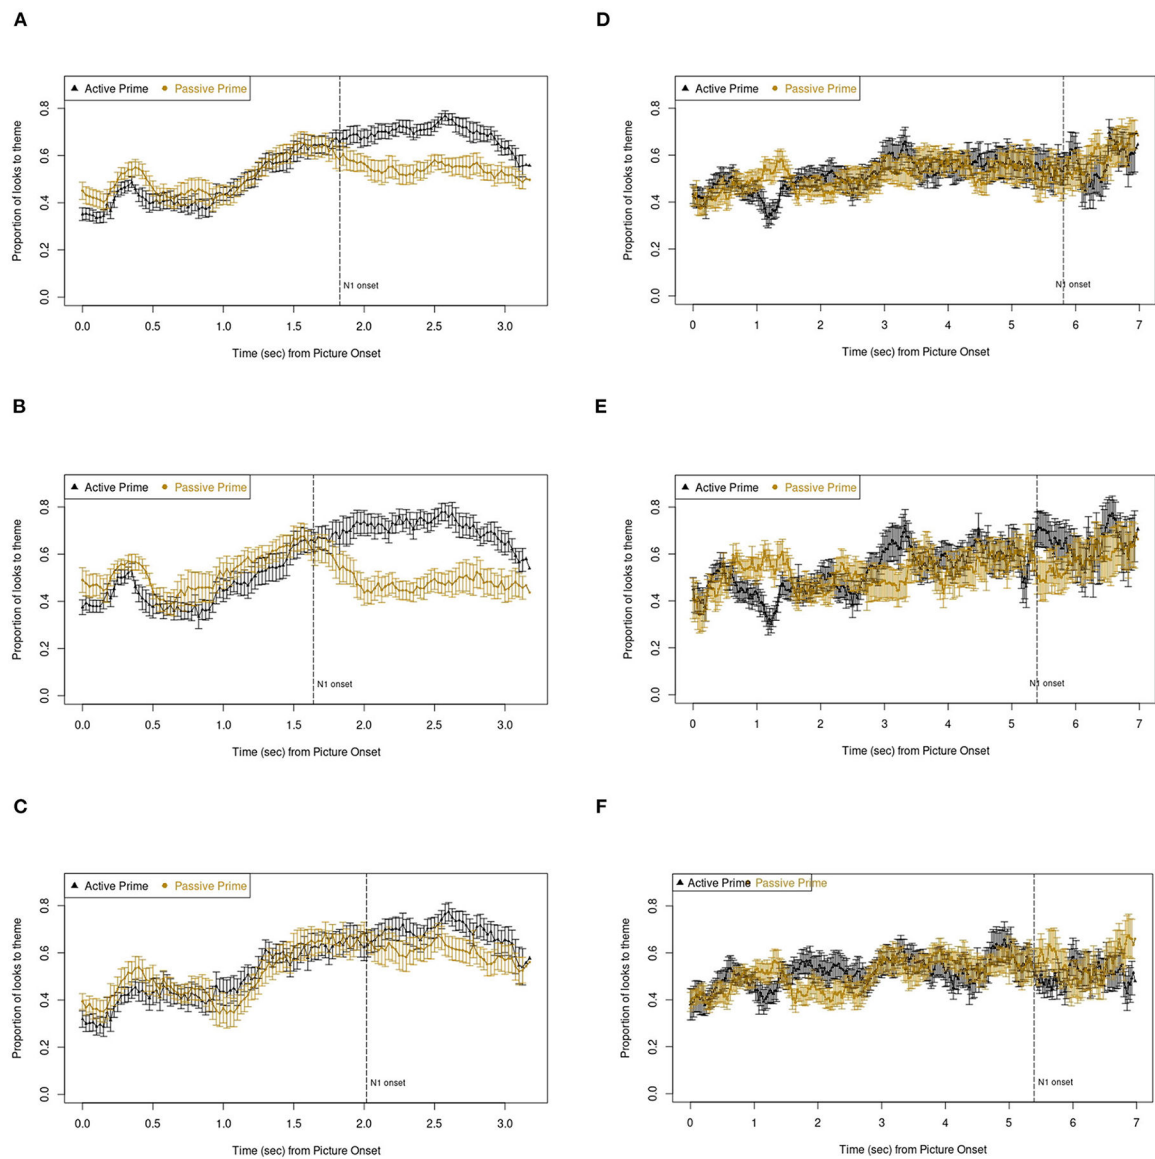 A
Active Prime Passive Prime
Proportion of looks to theme
0.0 0.2 0.4 0.6 0.8
N1 onset
0.0 0.5 1.0 1.5 2.0 2.5 3.0
Time (sec) from Picture Onset
D
Active Prime Passive Prime
Proportion of looks to theme
0.0 0.2 0.4 0.6 0.8
N1 onset
0 1 2 3 4 5 6 7
Time (sec) from Picture Onset
B
Active Prime Passive Prime
Proportion of looks to theme
0.0 0.2 0.4 0.6 0.8
N1 onset
0.0 0.5 1.0 1.5 2.0 2.5 3.0
Time (sec) from Picture Onset
E
Active Prime Passive Prime
Proportion of looks to theme
0.0 0.2 0.4 0.6 0.8
N1 onset
0 1 2 3 4 5 6 7
Time (sec) from Picture Onset
C
Active Prime Passive Prime
Proportion of looks to theme
0.0 0.2 0.4 0.6 0.8
N1 onset
0.0 0.5 1.0 1.5 2.0 2.5 3.0
Time (sec) from Picture Onset
F
Active Prime Passive Prime
Proportion of looks to theme
0.0 0.2 0.4 0.6 0.8
N1 onset
0 1 2 3 4 5 6 7
Time (sec) from Picture Onset